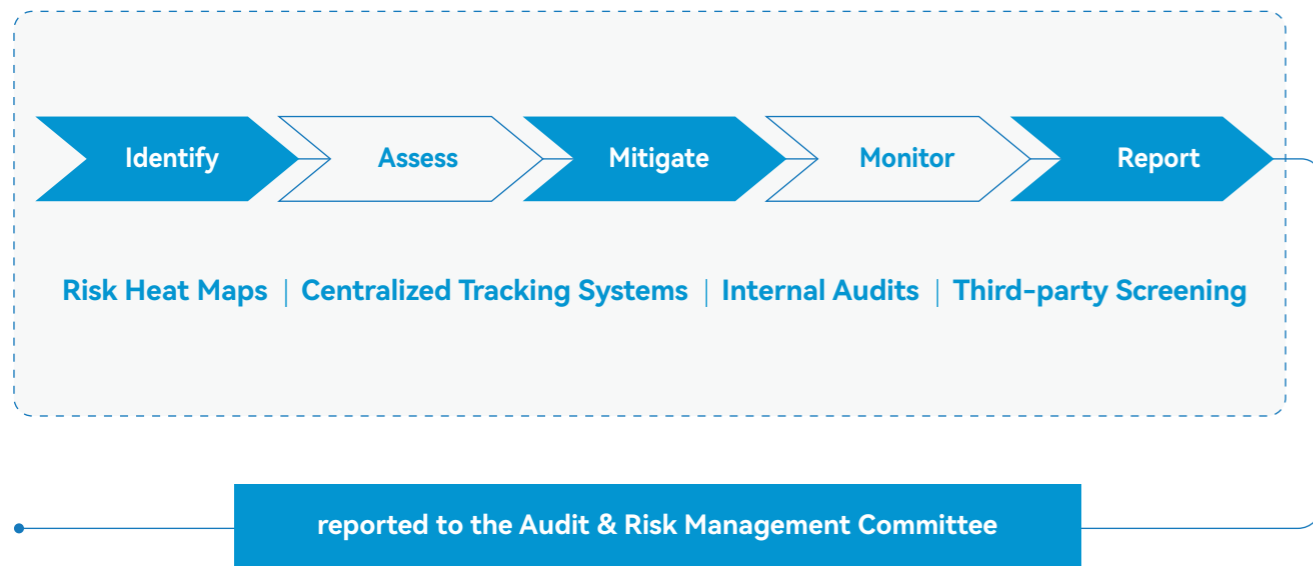 Identify Assess Mitigate Monitor Report
Risk Heat Maps | Centralized Tracking Systems | Internal Audits | Third-party Screening
reported to the Audit & Risk Management Committee